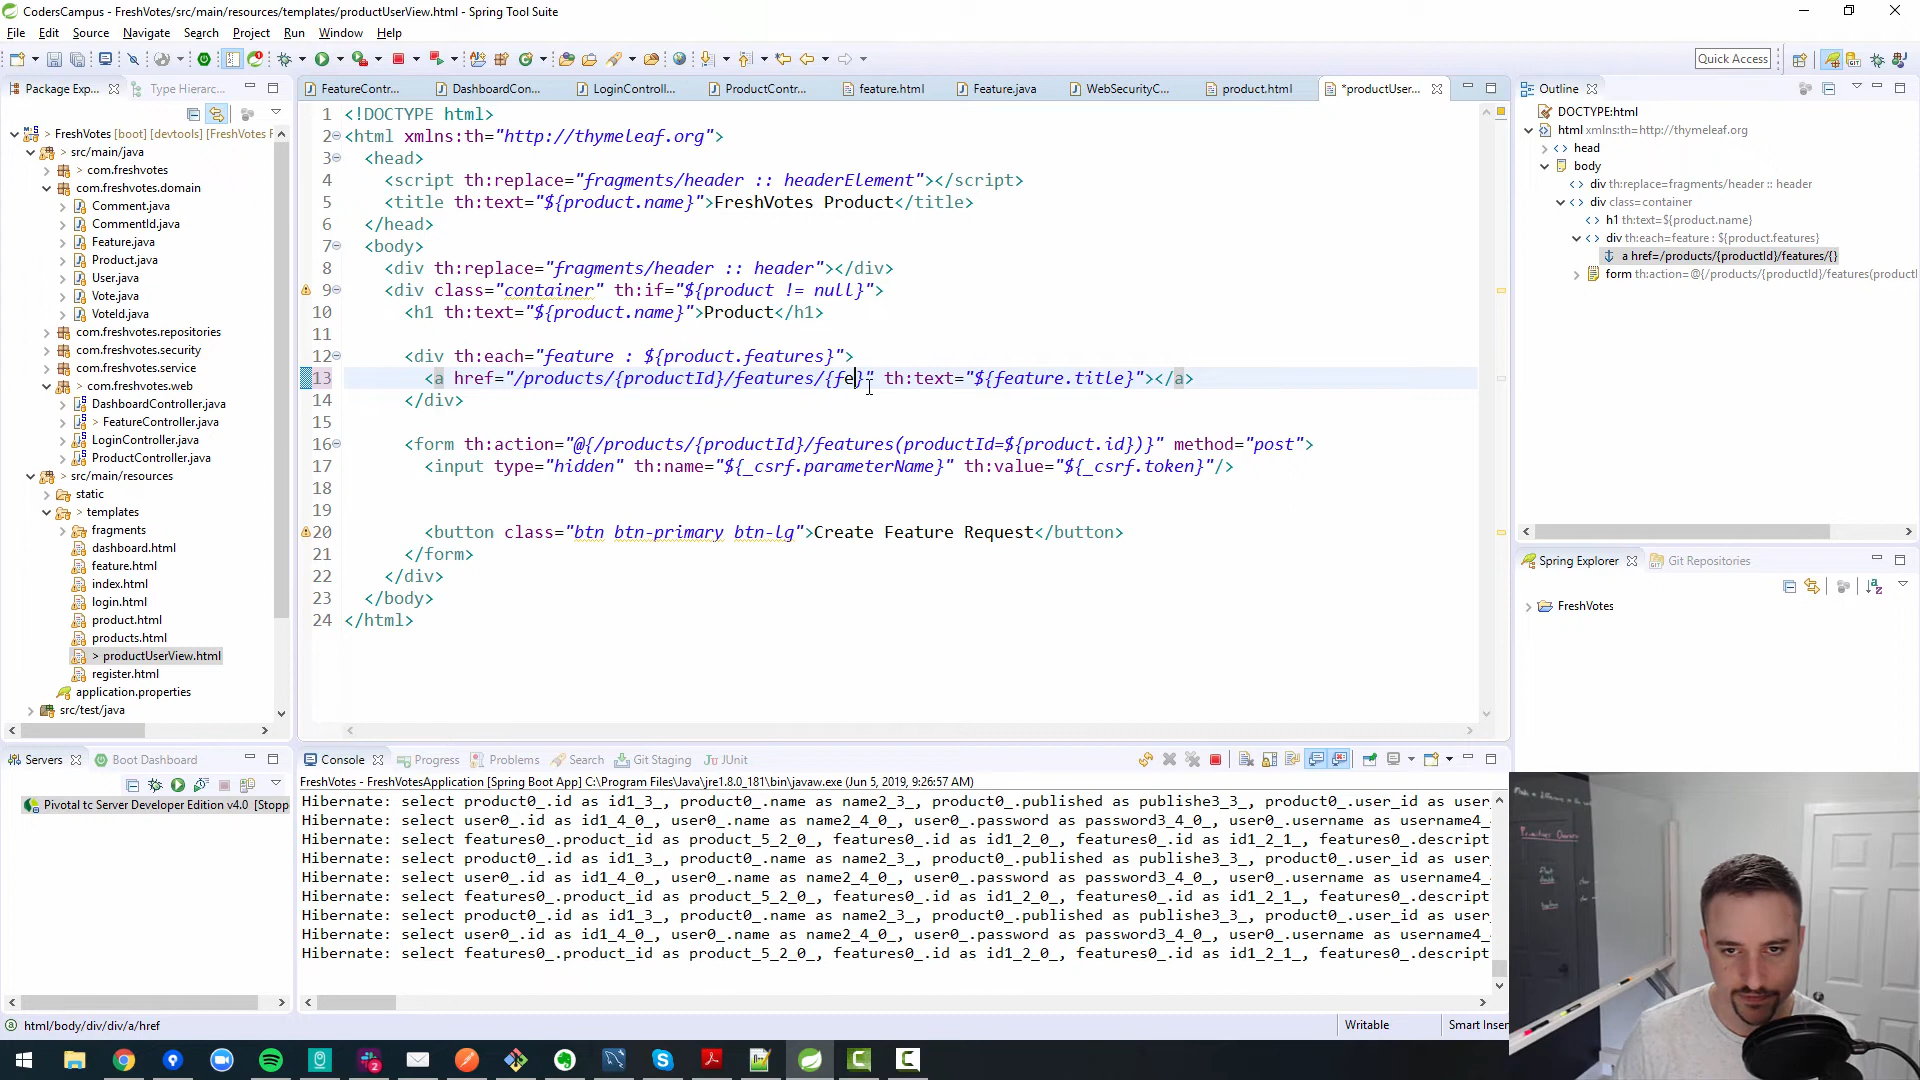 CodersCampus - FreshVotes/src/main/resources/templates/productUserView.html - Spring Tool Suite
File Edit Source Navigate Search Project Run Window Help
Quick Access
Package Exp... Type Hierarc...
FeatureContr... DashboardCon... LoginControll... ProductContr... feature.html Feature.java WebSecurityC... product.html *productUser...
Outline
FreshVotes [boot] [devtools] [FreshVotes
src/main/java
> com.freshvotes
com.freshvotes.domain
Comment.java
CommentId.java
Feature.java
Product.java
User.java
Vote.java
VoteId.java
com.freshvotes.repositories
com.freshvotes.security
com.freshvotes.service
> com.freshvotes.web
DashboardController.java
> FeatureController.java
LoginController.java
ProductController.java
> src/main/resources
static
> templates
fragments
dashboard.html
feature.html
index.html
login.html
product.html
products.html
> productUserView.html
register.html
application.properties
src/test/java
1 <!DOCTYPE html>
2 <html xmlns:th="http://thymeleaf.org">
3 <head>
4 <script th:replace="fragments/header :: headerElement"></script>
5 <title th:text="${product.name}">FreshVotes Product</title>
6 </head>
7 <body>
8 <div th:replace="fragments/header :: header"></div>
9 <div class="container" th:if="${product != null}">
10 <h1 th:text="${product.name}">Product</h1>
11
12 <div th:each="feature : ${product.features}">
13 <a href="/products/{productId}/features/{fe}" th:text="${feature.title}"></a>
14 </div>
15
16 <form th:action="@{/products/{productId}/features(productId=${product.id})}" method="post">
17 <input type="hidden" th:name="${_csrf.parameterName}" th:value="${_csrf.token}"/>
18
19
20 <button class="btn btn-primary btn-lg">Create Feature Request</button>
21 </form>
22 </div>
23 </body>
24 </html>
DOCTYPE:html
html xmlns:th=http://thymeleaf.org
head
body
div th:replace=fragments/header :: header
div class=container
h1 th:text=${product.name}
div th:each=feature : ${product.features}
a href=/products/{productId}/features/{}
form th:action=@{/products/{productId}/features(product
Spring Explorer Git Repositories
FreshVotes
Servers Boot Dashboard
Pivotal tc Server Developer Edition v4.0 [Stopp
Console Progress Problems Search Git Staging JUnit
FreshVotes - FreshVotesApplication [Spring Boot App] C:\Program Files\Java\jre1.8.0_181\bin\javaw.exe (Jun 5, 2019, 9:26:57 AM)
Hibernate: select product0_.id as id1_3_, product0_.name as name2_3_, product0_.published as publishe3_3_, product0_.user_id as user_
Hibernate: select user0_.id as id1_4_0_, user0_.name as name2_4_0_, user0_.password as password3_4_0_, user0_.username as username4_
Hibernate: select features0_.product_id as product_5_2_0_, features0_.id as id1_2_0_, features0_.id as id1_2_1_, features0_.descript
Hibernate: select product0_.id as id1_3_, product0_.name as name2_3_, product0_.published as publishe3_3_, product0_.user_id as user_
Hibernate: select user0_.id as id1_4_0_, user0_.name as name2_4_0_, user0_.password as password3_4_0_, user0_.username as username4_
Hibernate: select features0_.product_id as product_5_2_0_, features0_.id as id1_2_0_, features0_.id as id1_2_1_, features0_.descript
Hibernate: select product0_.id as id1_3_, product0_.name as name2_3_, product0_.published as publishe3_3_, product0_.user_id as user_
Hibernate: select user0_.id as id1_4_0_, user0_.name as name2_4_0_, user0_.password as password3_4_0_, user0_.username as username4_
Hibernate: select features0_.product_id as product_5_2_0_, features0_.id as id1_2_0_, features0_.id as id1_2_1_, features0_.descript
html/body/div/div/a/href
Writable
Smart Inser